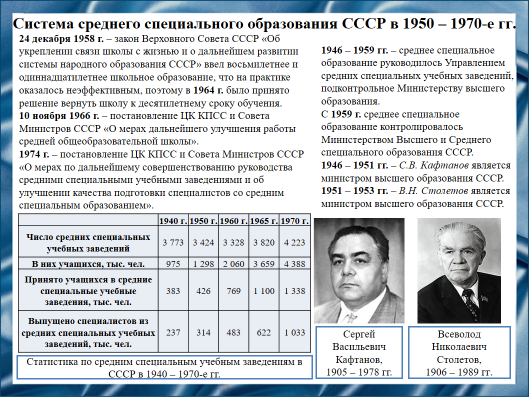 Система среднего специального образования СССР в 1950 – 1970-е гг.
24 декабря 1958 г. – закон Верховного Совета СССР «Об
укреплении связи школы с жизнью и о дальнейшем развитии
системы народного образования СССР» ввел восьмилетнее и
одиннадцатилетнее школьное образование, что на практике
оказалось неэффективным, поэтому в 1964 г. было принято
решение вернуть школу к десятилетнему сроку обучения.
10 ноября 1966 г. – постановление ЦК КПСС и Совета
Министров СССР «О мерах дальнейшего улучшения работы
средней общеобразовательной школы».
1974 г. – постановление ЦК КПСС и Совета Министров СССР
«О мерах по дальнейшему совершенствованию руководства
средними специальными учебными заведениями и об
улучшении качества подготовки специалистов со средним
специальным образованием».
1946 – 1959 гг. – среднее специальное
образование руководилось Управлением
средних специальных учебных заведений,
подконтрольное Министерству высшего
образования.
С 1959 г. среднее специальное
образование контролировалось
Министерством Высшего и Среднего
специального образования СССР.
1946 – 1951 гг. – С.В. Кафтанов является
министром высшего образования СССР.
1951 – 1953 гг. – В.Н. Столетов является
министром высшего образования СССР.
1940 г. 1950 г. 1960 г. 1965 г. 1970 г.
Число средних специальных
учебных заведений 3 773 3 424 3 328 3 820 4 223
В них учащихся, тыс. чел. 975 1 298 2 060 3 659 4 388
Принято учащихся в средние
специальные учебные 383 426 769 1 100 1 338
заведения, тыс. чел.
Выпущено специалистов из
средних специальных учебных 237 314 483 622 1 033
заведений, тыс. чел.
Статистика по средним специальным учебным заведениям в
СССР в 1940 – 1970-е гг.
Сергей
Васильевич
Кафтанов,
1905 – 1978 гг.
Всеволод
Николаевич
Столетов,
1906 – 1989 гг.